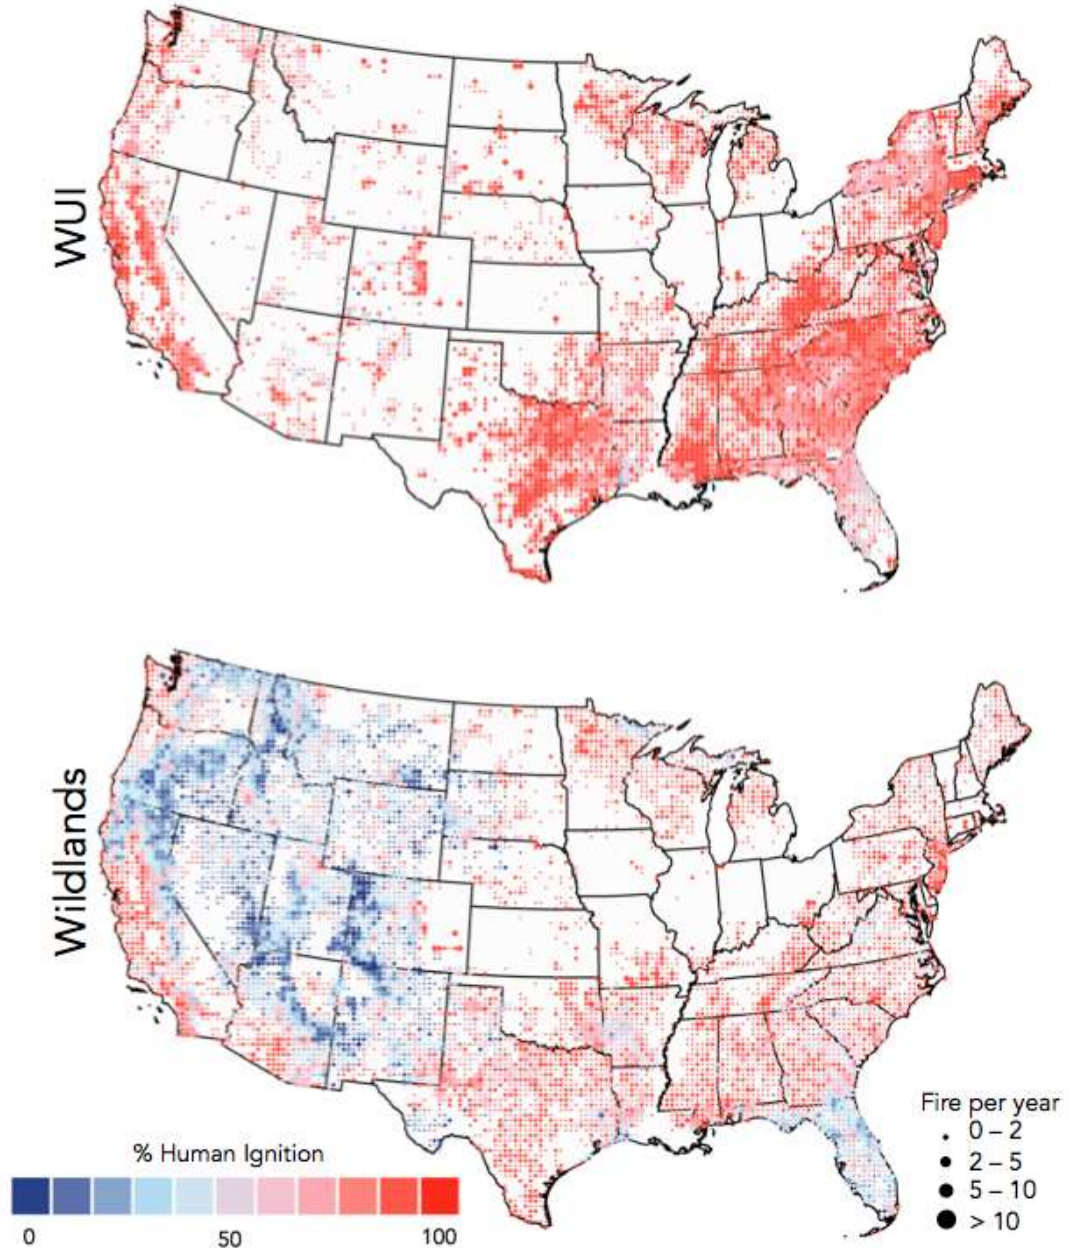 WUI
Wildlands
Fire per year
0 – 2
2 – 5
5 – 10
> 10
% Human Ignition
0 50 100